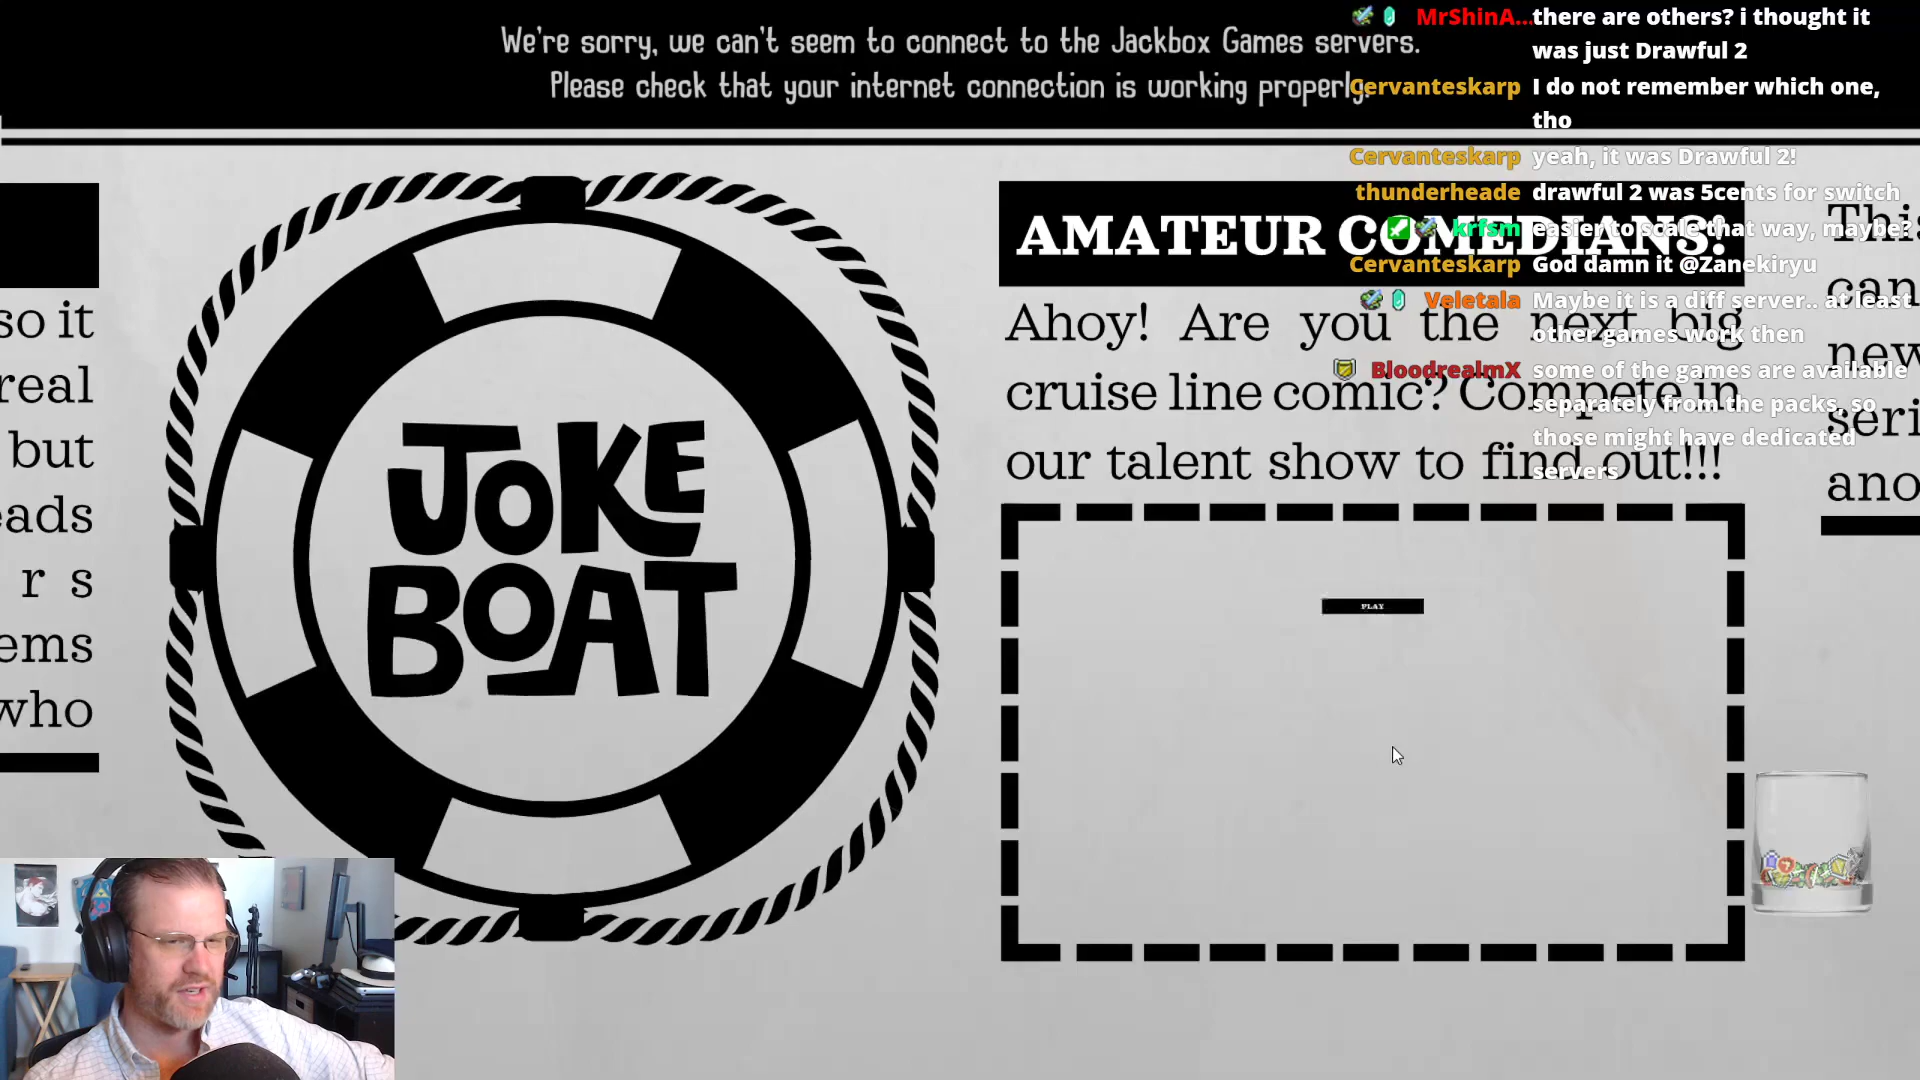 We're sorry, we can't seem to connect to the Jackbox Games servers.
Please check that your internet connection is working properly.
MrShinA... there are others? i thought it
was just Drawful 2
Cervanteskarp I do not remember which one,
tho
Cervanteskarp yeah, it was Drawful 2!
thunderheade drawful 2 was 5cents for switch
krfsm easier to scale that way, maybe?
Cervanteskarp God damn it @Zanekiryu
Veletala Maybe it is a diff server.. at least
other games work then
BloodrealmX some of the games are available
separately from the packs, so
those might have dedicated
servers
so it
real
but
eads
r s
ems
who
JOKE
BOAT
AMATEUR COMEDIANS!
Ahoy! Are you the next big
cruise line comic? Compete in
our talent show to find out!!!
PLAY
This
can
new
seri
ano